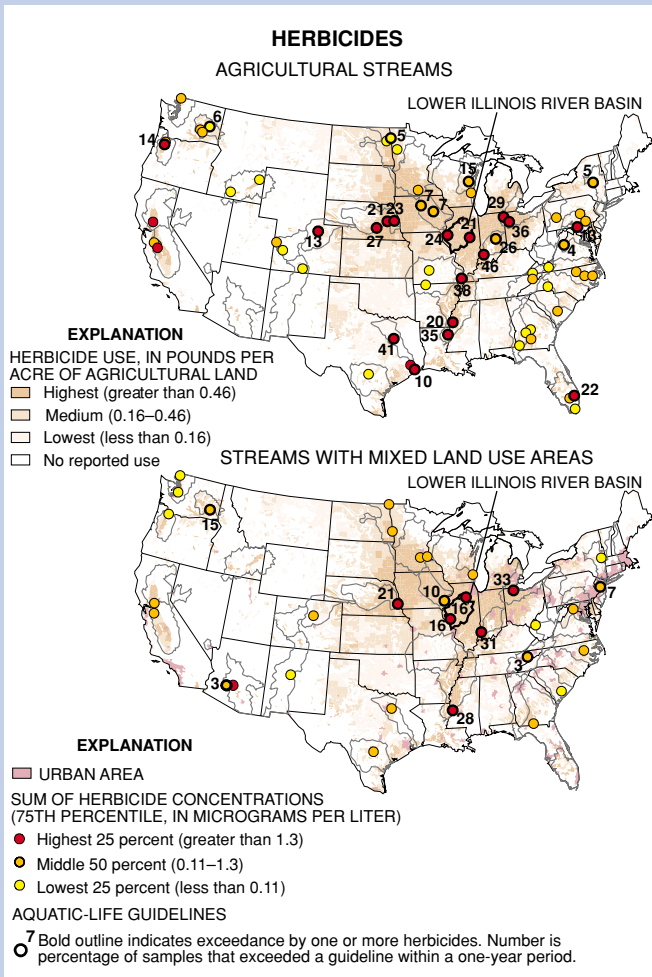 HERBICIDES
AGRICULTURAL STREAMS
LOWER ILLINOIS RIVER BASIN
6
14
5
15
5
7
7
29
21 23
13
27
24
21
26
36
4
46
38
20
35
41
10
22
EXPLANATION
HERBICIDE USE, IN POUNDS PER
ACRE OF AGRICULTURAL LAND
Highest (greater than 0.46)
Medium (0.16–0.46)
Lowest (less than 0.16)
No reported use
STREAMS WITH MIXED LAND USE AREAS
LOWER ILLINOIS RIVER BASIN
15
33
21
10
16
16
7
31
3
3
28
EXPLANATION
URBAN AREA
SUM OF HERBICIDE CONCENTRATIONS
(75TH PERCENTILE, IN MICROGRAMS PER LITER)
Highest 25 percent (greater than 1.3)
Middle 50 percent (0.11–1.3)
Lowest 25 percent (less than 0.11)
AQUATIC-LIFE GUIDELINES
7 Bold outline indicates exceedance by one or more herbicides. Number is
percentage of samples that exceeded a guideline within a one-year period.